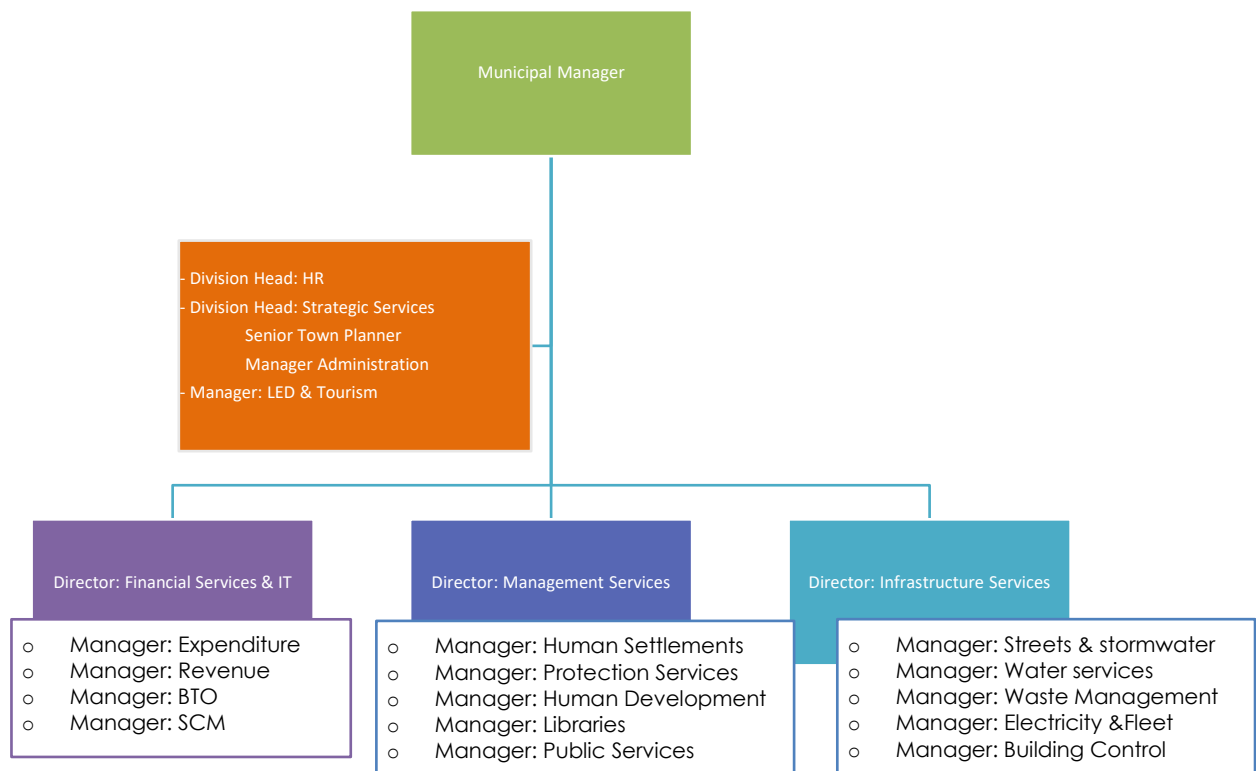 Municipal Manager
- Division Head: HR
- Division Head: Strategic Services
Senior Town Planner
Manager Administration
- Manager: LED & Tourism
Director: Financial Services & IT
o Manager: Expenditure
o Manager: Revenue
o Manager: BTO
o Manager: SCM
Director: Management Services
o Manager: Human Settlements
o Manager: Protection Services
o Manager: Human Development
o Manager: Libraries
o Manager: Public Services
Director: Infrastructure Services
o Manager: Streets & stormwater
o Manager: Water services
o Manager: Waste Management
o Manager: Electricity &Fleet
o Manager: Building Control